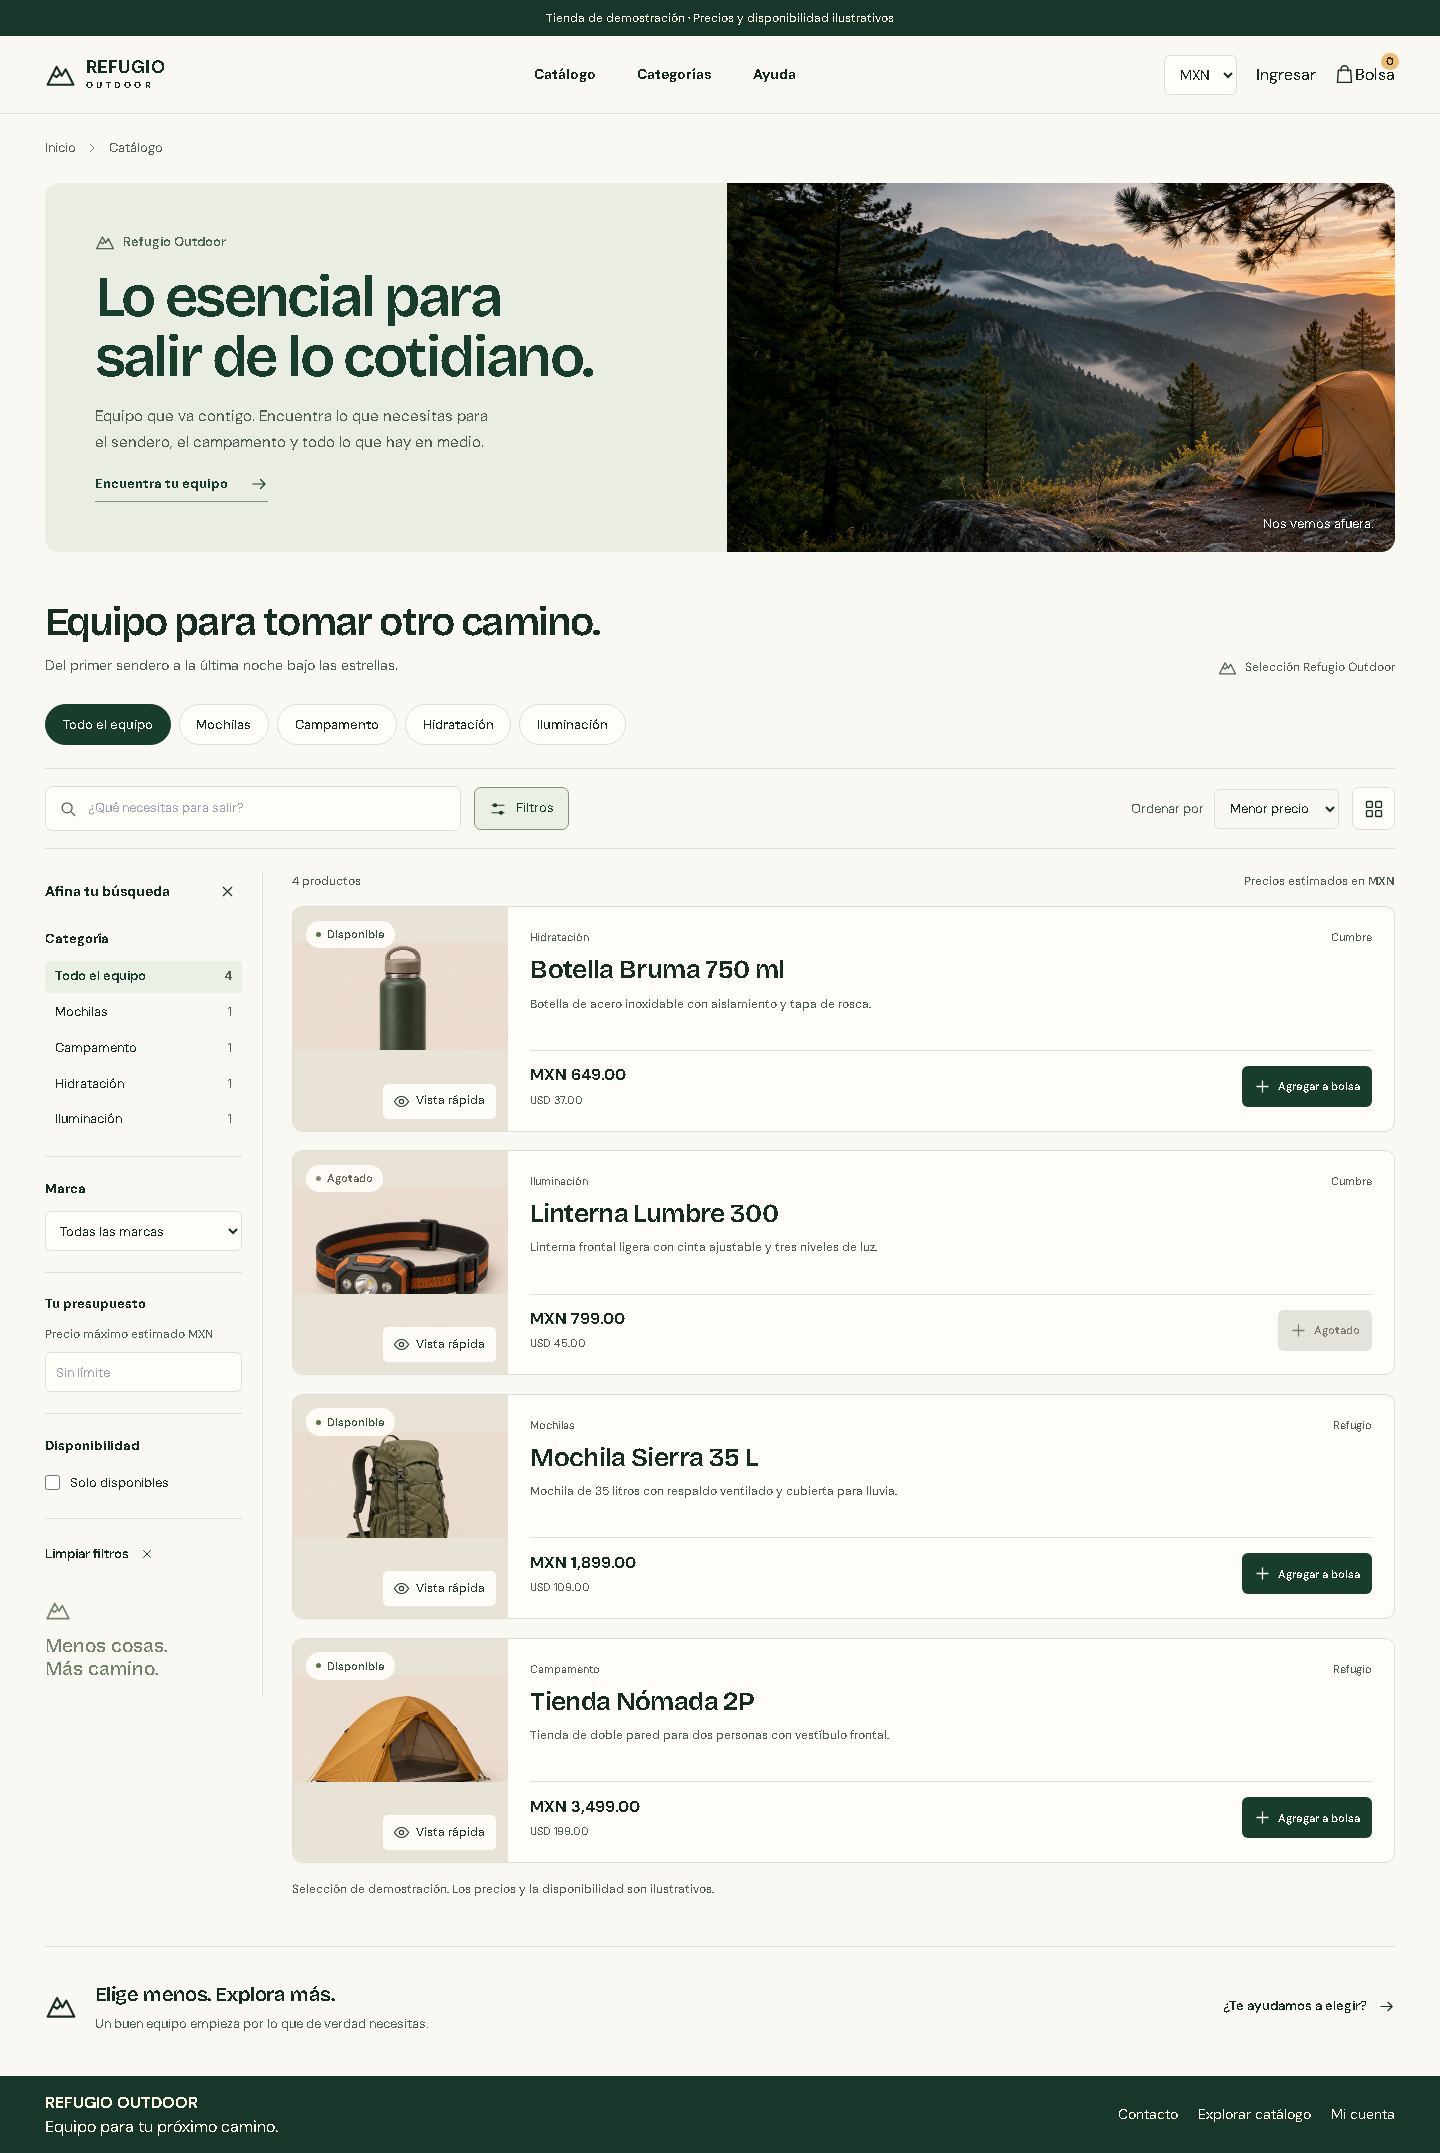 Tienda de demostración · Precios y disponibilidad ilustrativos
REFUGIO
OUTDOOR
Catálogo
Categorías
Ayuda
MXN
Ingresar
Bolsa
0
Inicio
Catálogo
Refugio Outdoor
Lo esencial para
salir de lo cotidiano.
Equipo que va contigo. Encuentra lo que necesitas para
el sendero, el campamento y todo lo que hay en medio.
Encuentra tu equipo
Nos vemos afuera.
Equipo para tomar otro camino.
Del primer sendero a la última noche bajo las estrellas.
Selección Refugio Outdoor
Todo el equipo
Mochilas
Campamento
Hidratación
Iluminación
¿Qué necesitas para salir?
Filtros
Ordenar por
Menor precio
Afina tu búsqueda
Categoría
Todo el equipo 4
Mochilas 1
Campamento 1
Hidratación 1
Iluminación 1
Marca
Todas las marcas
Tu presupuesto
Precio máximo estimado MXN
Sin límite
Disponibilidad
Solo disponibles
Limpiar filtros
Menos cosas.
Más camino.
4 productos
Precios estimados en MXN
Disponible
Vista rápida
Hidratación
Cumbre
Botella Bruma 750 ml
Botella de acero inoxidable con aislamiento y tapa de rosca.
MXN 649.00
USD 37.00
Agregar a bolsa
Agotado
Vista rápida
Iluminación
Cumbre
Linterna Lumbre 300
Linterna frontal ligera con cinta ajustable y tres niveles de luz.
MXN 799.00
USD 45.00
Agotado
Disponible
Vista rápida
Mochilas
Refugio
Mochila Sierra 35 L
Mochila de 35 litros con respaldo ventilado y cubierta para lluvia.
MXN 1,899.00
USD 109.00
Agregar a bolsa
Disponible
Vista rápida
Campamento
Refugio
Tienda Nómada 2P
Tienda de doble pared para dos personas con vestíbulo frontal.
MXN 3,499.00
USD 199.00
Agregar a bolsa
Selección de demostración. Los precios y la disponibilidad son ilustrativos.
Elige menos. Explora más.
Un buen equipo empieza por lo que de verdad necesitas.
¿Te ayudamos a elegir?
REFUGIO OUTDOOR
Equipo para tu próximo camino.
Contacto
Explorar catálogo
Mi cuenta